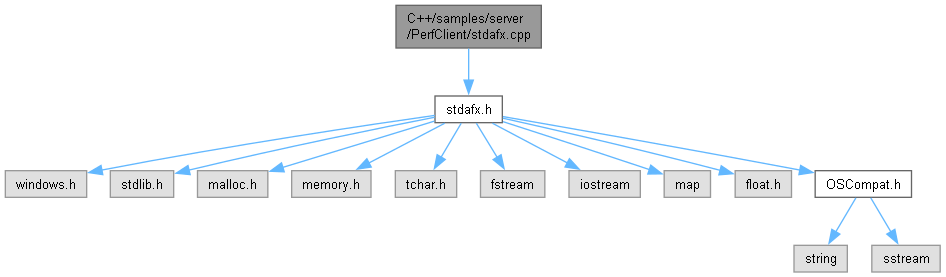 C++/samples/server
/PerfClient/stdafx.cpp
stdafx.h
windows.h
stdlib.h
malloc.h
memory.h
tchar.h
fstream
iostream
map
float.h
OSCompat.h
string
sstream